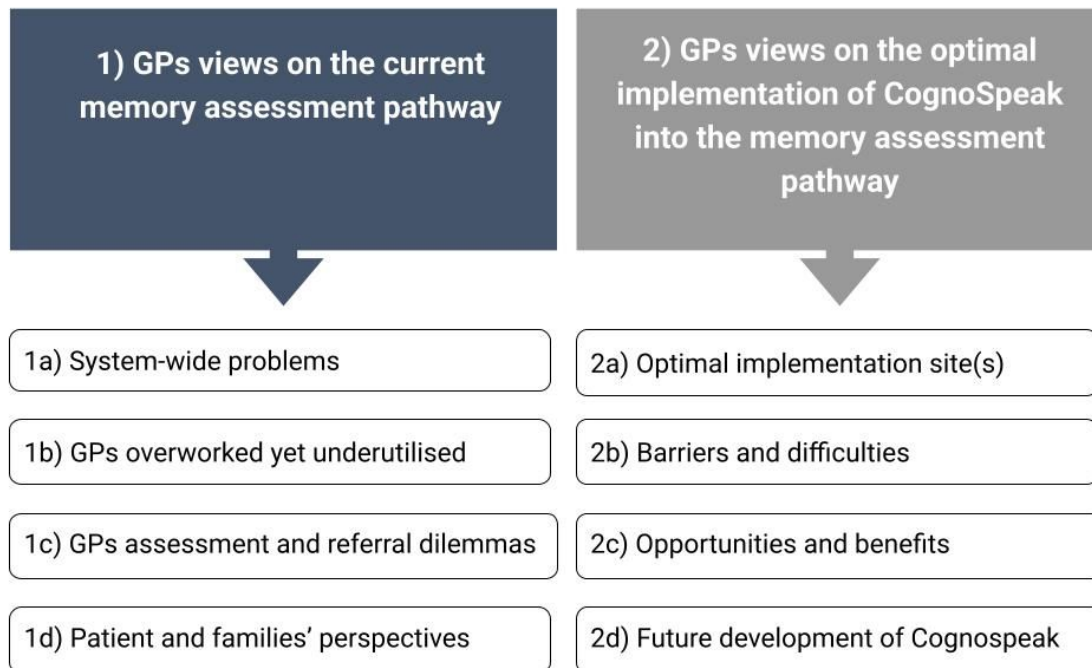 1) GPs views on the current
memory assessment pathway
1a) System-wide problems
1b) GPs overworked yet underutilised
1c) GPs assessment and referral dilemmas
1d) Patient and families’ perspectives
2) GPs views on the optimal
implementation of CognoSpeak
into the memory assessment
pathway
2a) Optimal implementation site(s)
2b) Barriers and difficulties
2c) Opportunities and benefits
2d) Future development of Cognospeak